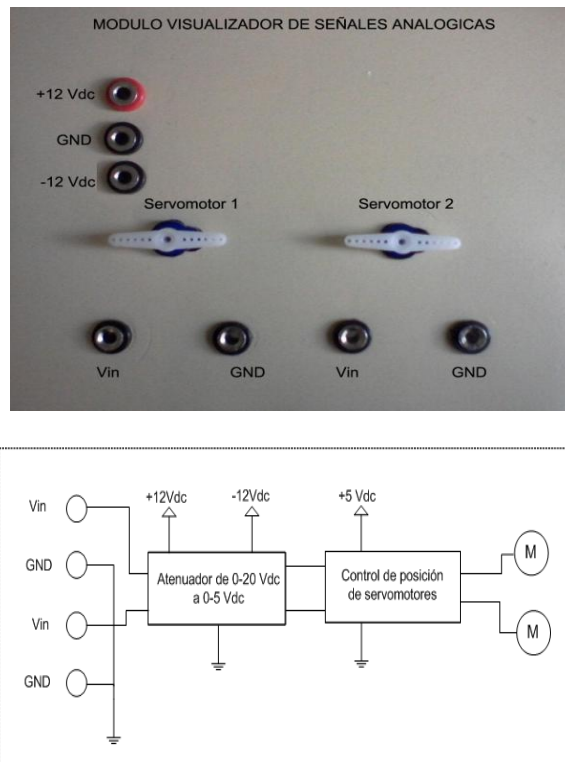 MODULO VISUALIZADOR DE SEÑALES ANALOGICAS
+12 Vdc
GND
-12 Vdc
Servomotor 1
Servomotor 2
Vin
GND
Vin
GND
+12Vdc
-12Vdc
+5 Vdc
Vin
GND
Vin
GND
Atenuador de 0-20 Vdc
a 0-5 Vdc
Control de posición
de servomotores
M
M